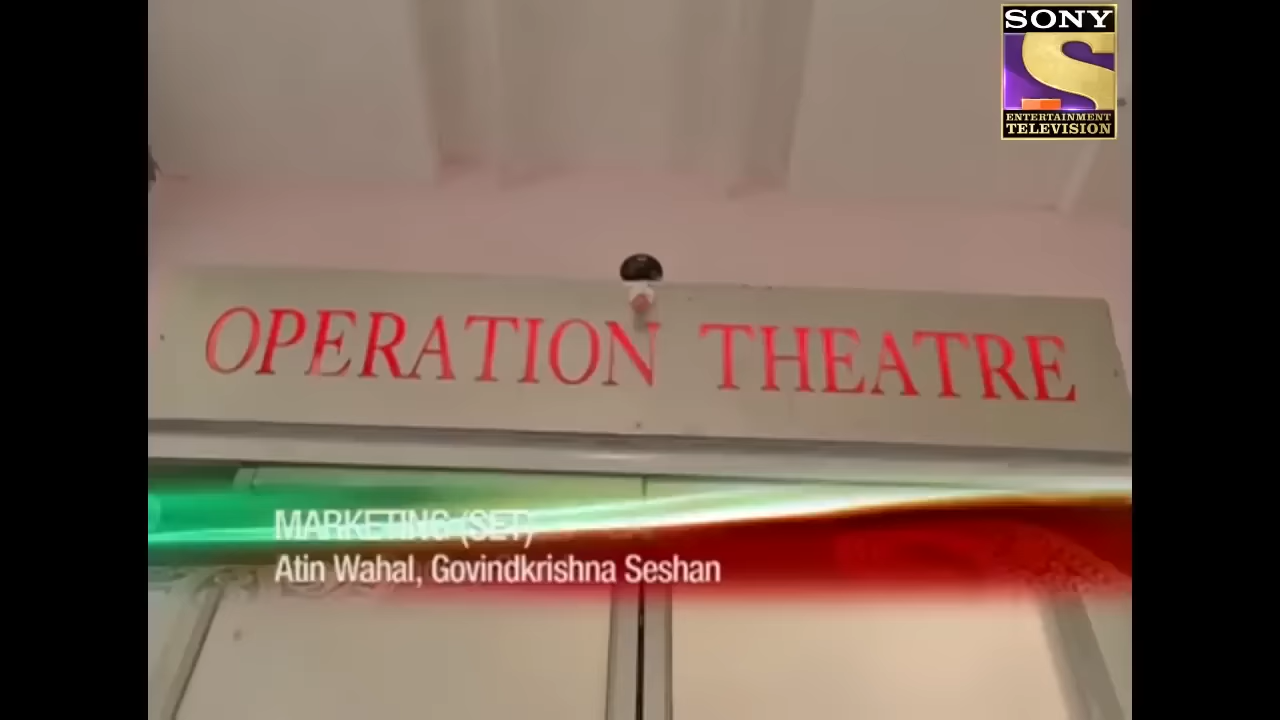 SONY
ENTERTAINMENT
TELEVISION
OPERATION THEATRE
MARKETING (SET)
Atin Wahal, Govindkrishna Seshan